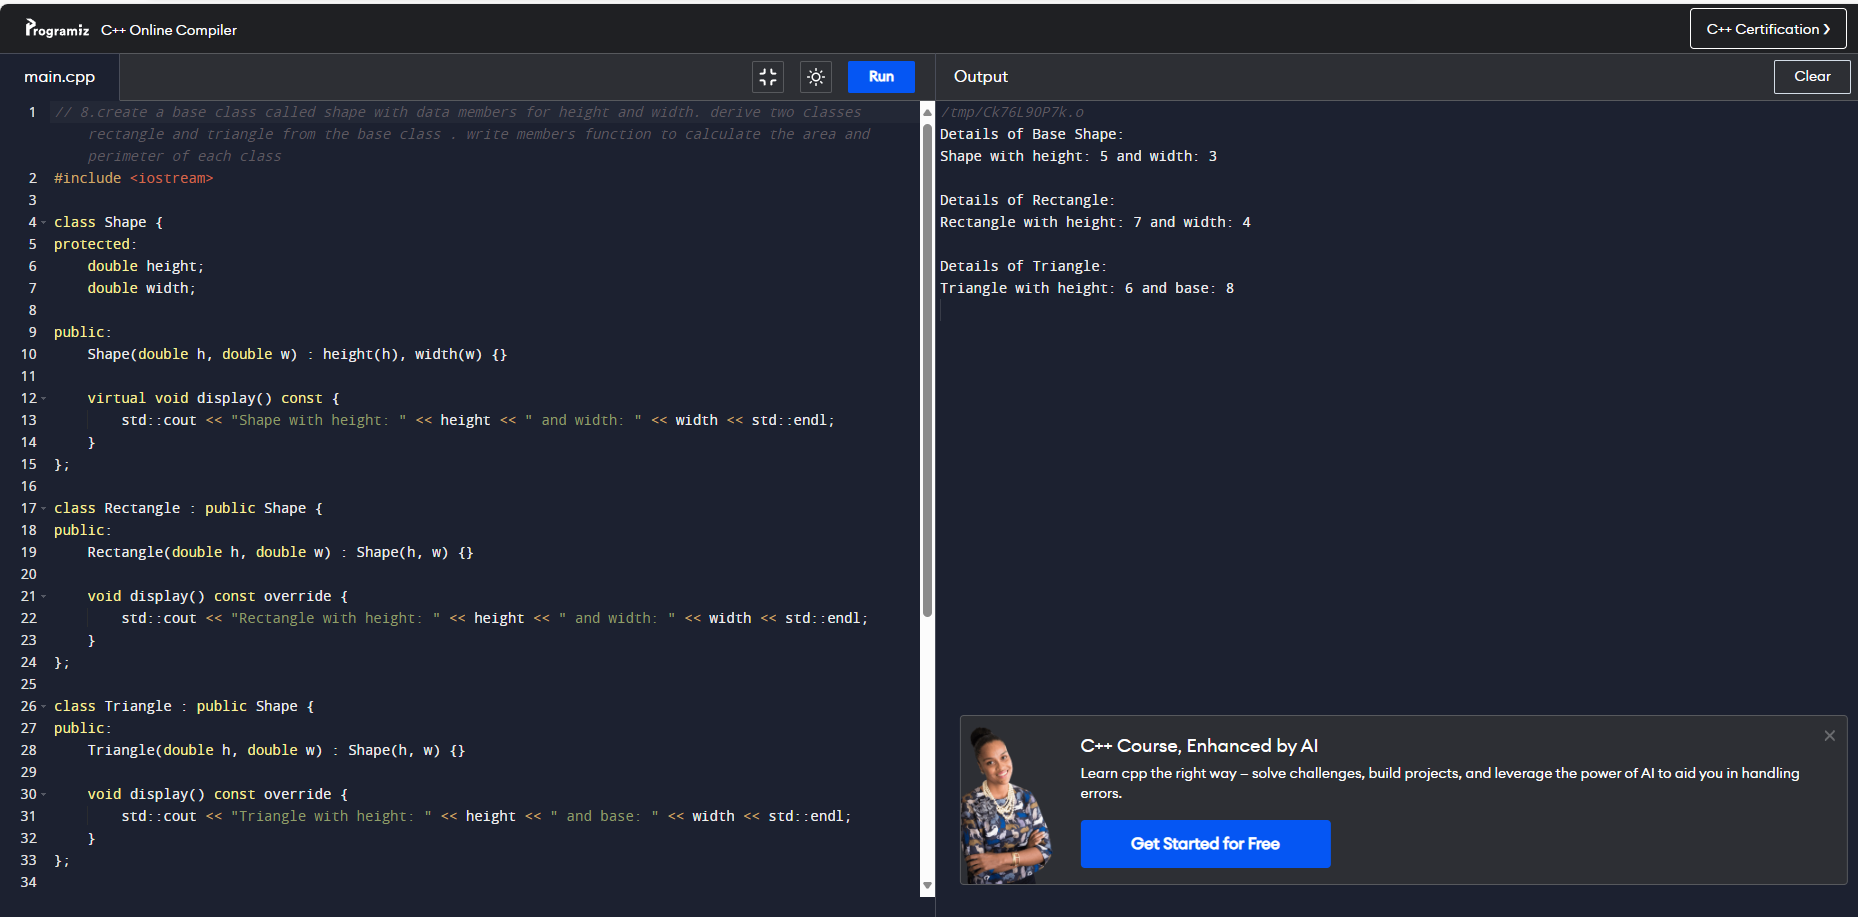 Programiz C++ Online Compiler
C++ Certification ❯
main.cpp
Run
Output
Clear
1 // 8.create a base class called shape with data members for height and width. derive two classes
rectangle and triangle from the base class . write members function to calculate the area and
perimeter of each class
2 #include <iostream>
3
4 class Shape {
5 protected:
6     double height;
7     double width;
8
9 public:
10     Shape(double h, double w) : height(h), width(w) {}
11
12     virtual void display() const {
13         std::cout << "Shape with height: " << height << " and width: " << width << std::endl;
14     }
15 };
16
17 class Rectangle : public Shape {
18 public:
19     Rectangle(double h, double w) : Shape(h, w) {}
20
21     void display() const override {
22         std::cout << "Rectangle with height: " << height << " and width: " << width << std::endl;
23     }
24 };
25
26 class Triangle : public Shape {
27 public:
28     Triangle(double h, double w) : Shape(h, w) {}
29
30     void display() const override {
31         std::cout << "Triangle with height: " << height << " and base: " << width << std::endl;
32     }
33 };
34
/tmp/Ck76L9OP7k.o
Details of Base Shape:
Shape with height: 5 and width: 3
Details of Rectangle:
Rectangle with height: 7 and width: 4
Details of Triangle:
Triangle with height: 6 and base: 8
C++ Course, Enhanced by AI
Learn cpp the right way – solve challenges, build projects, and leverage the power of AI to aid you in handling
errors.
Get Started for Free